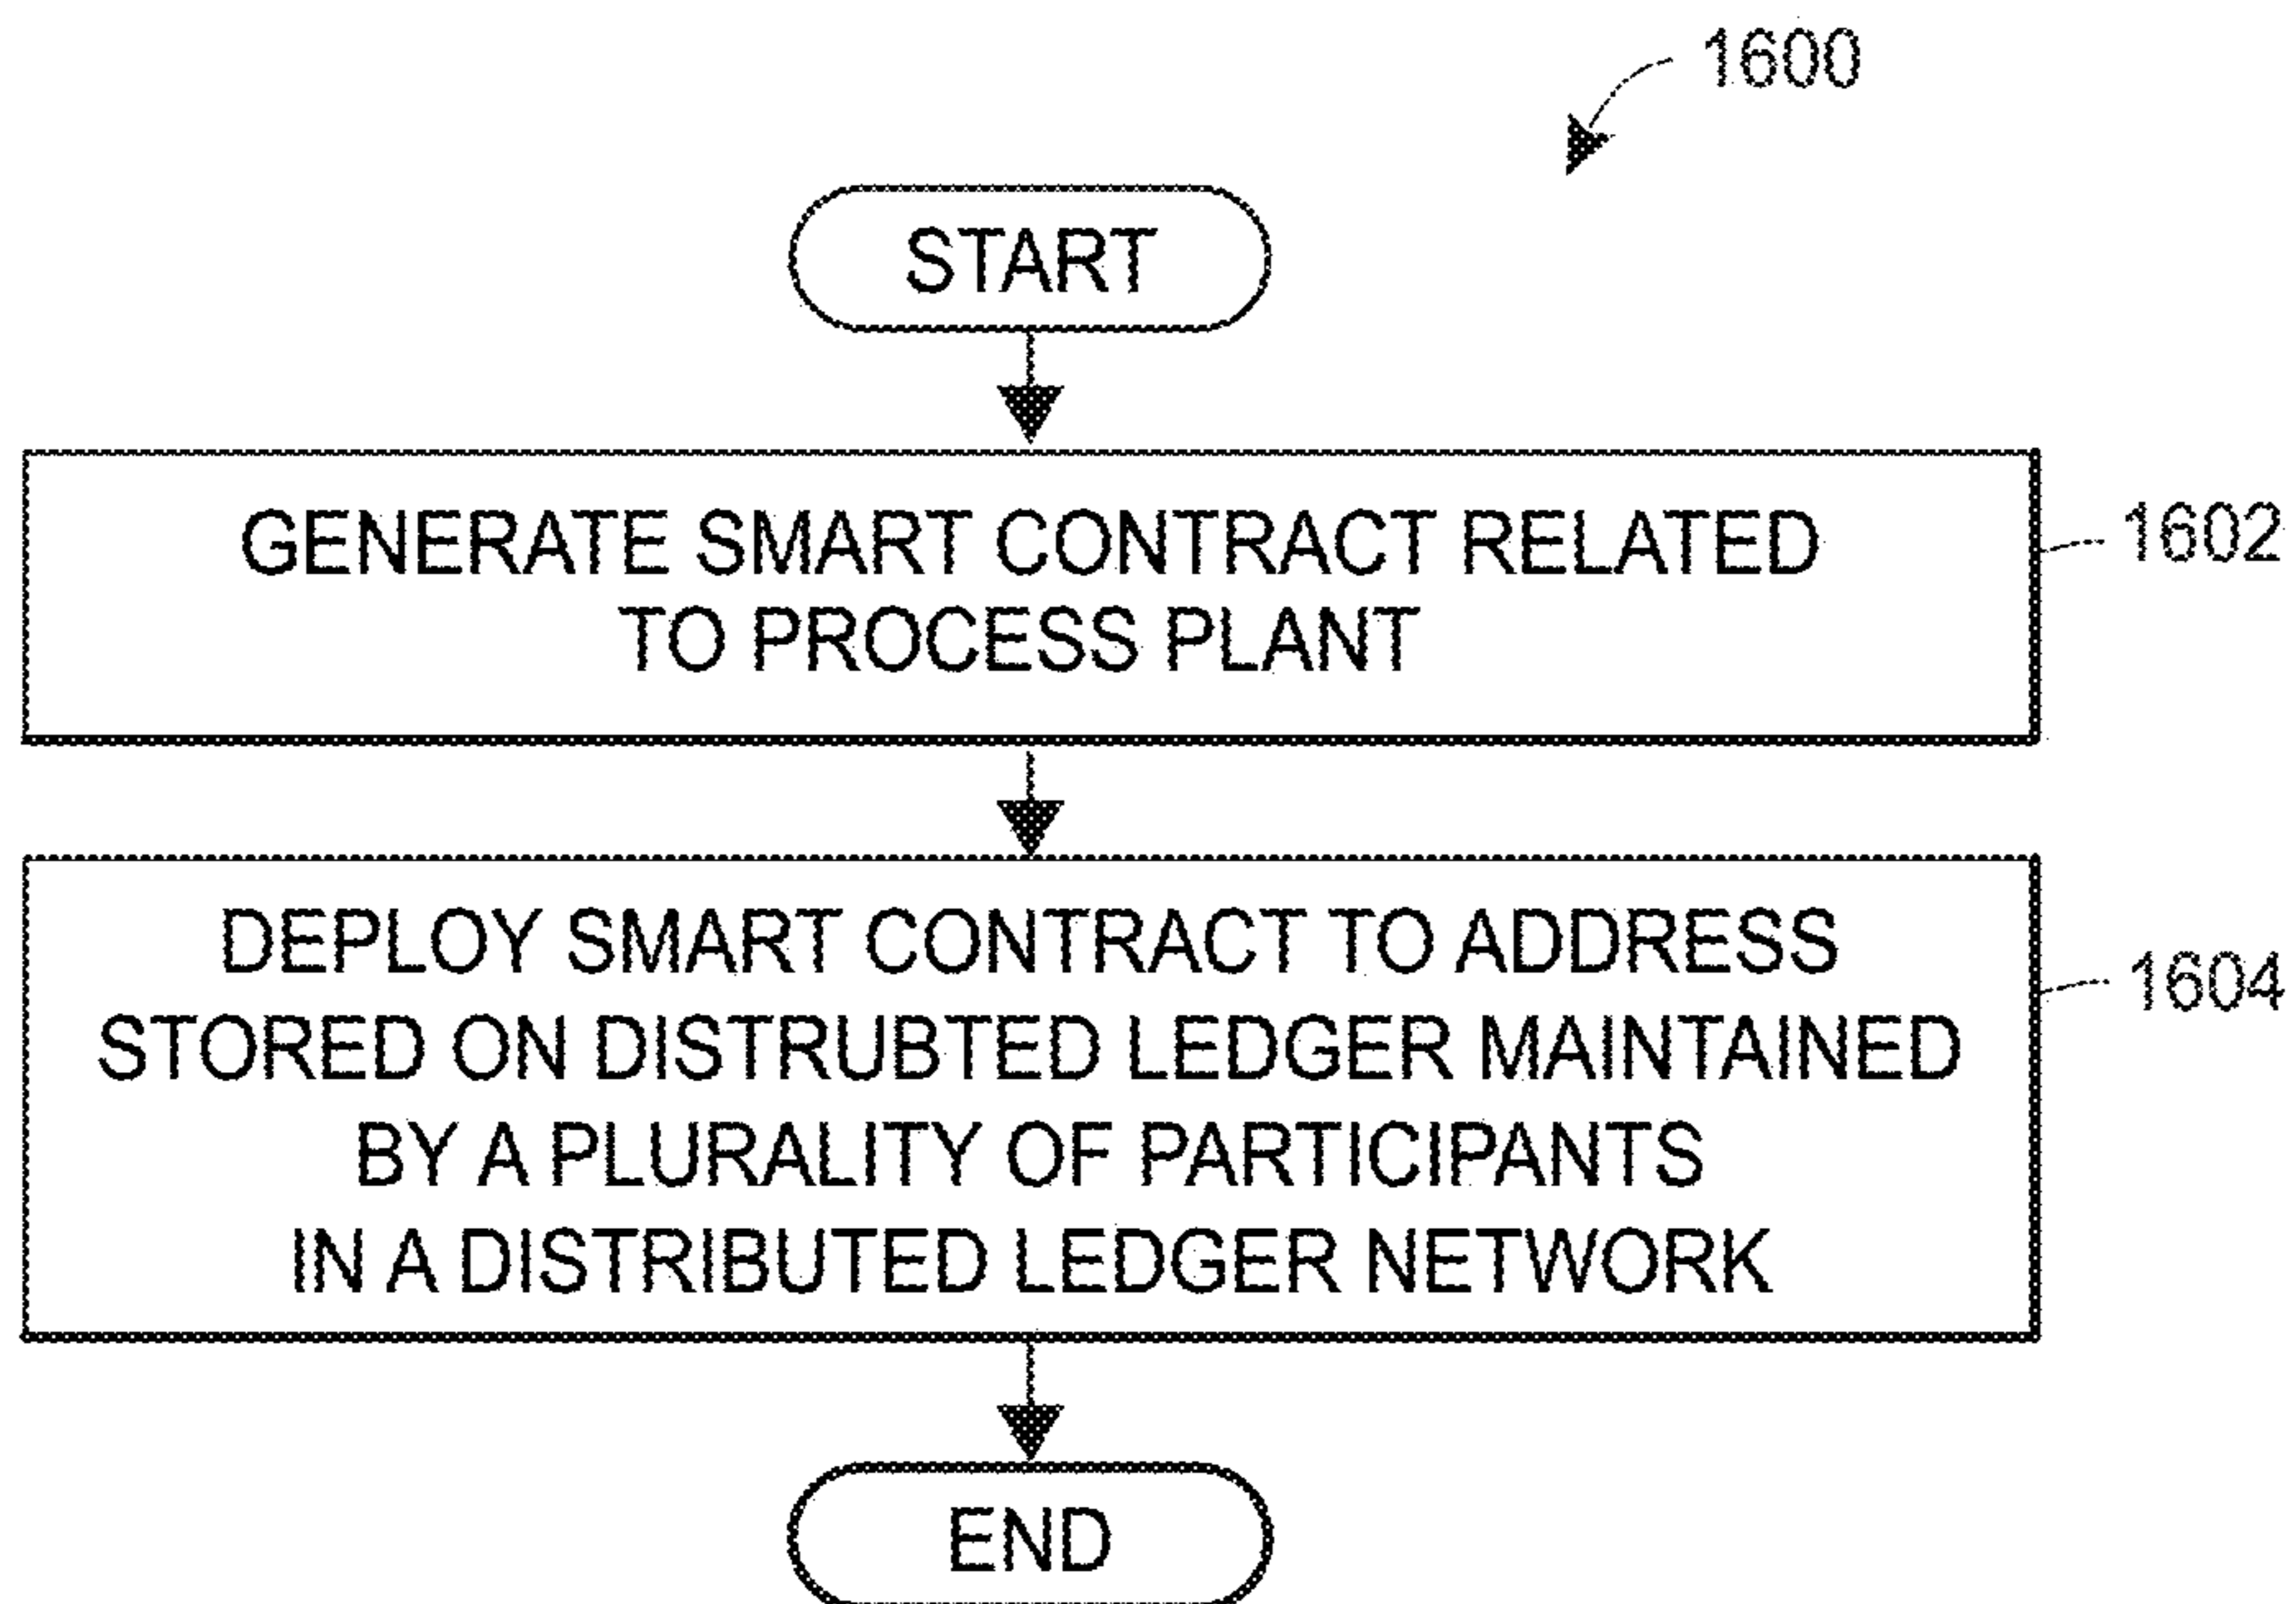 1600
START
GENERATE SMART CONTRACT RELATED
TO PROCESS PLANT
1602
DEPLOY SMART CONTRACT TO ADDRESS
STORED ON DISTRUBTED LEDGER MAINTAINED
BY A PLURALITY OF PARTICIPANTS
IN A DISTRIBUTED LEDGER NETWORK
1604
END